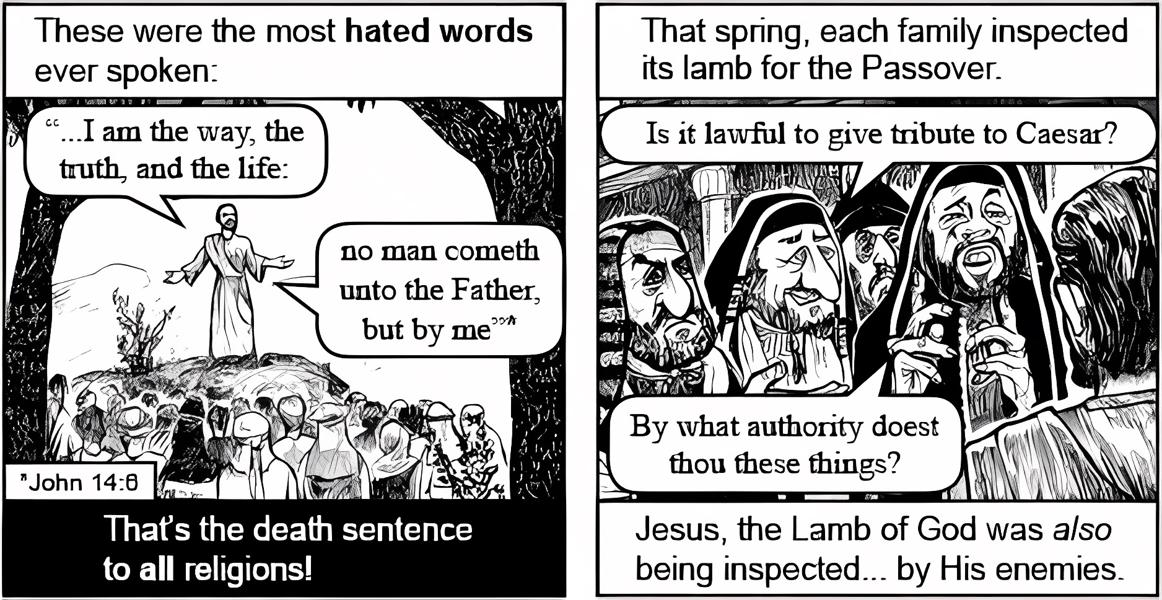 These were the most hated words
ever spoken:
“...I am the way, the
truth, and the life:
no man cometh
unto the Father,
but by me”*
*John 14:6
That's the death sentence
to all religions!
That spring, each family inspected
its lamb for the Passover.
Is it lawful to give tribute to Caesar?
By what authority doest
thou these things?
Jesus, the Lamb of God was also
being inspected... by His enemies.